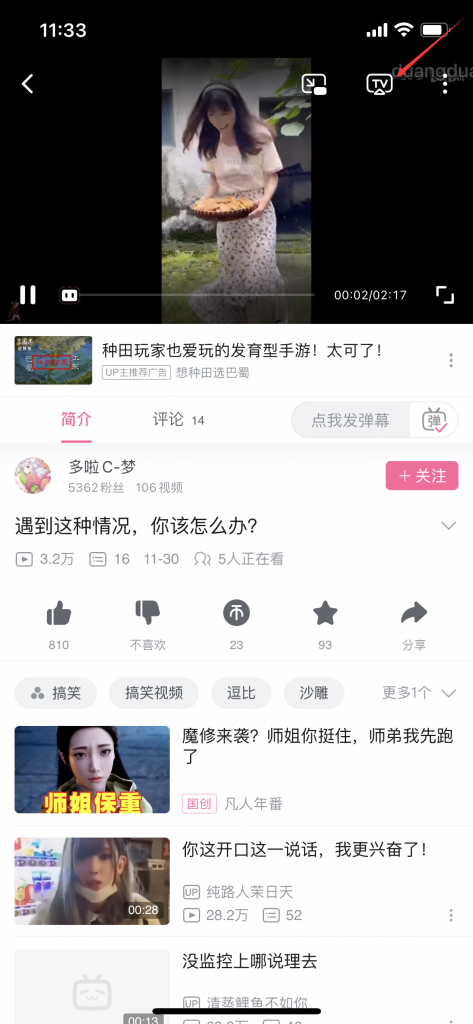 11:33
TV
00:02/02:17
种田玩家也爱玩的发育型手游！太可了！
UP主推荐广告 想种田选巴蜀
简介
评论 14
点我发弹幕
弹
多啦C-梦
5362粉丝 106视频
+ 关注
遇到这种情况，你该怎么办？
3.2万 16 11-30 5人正在看
810
不喜欢
23
93
分享
搞笑
搞笑视频
逗比
沙雕
更多1个
魔修来袭？师姐你挺住，师弟我先跑
了
师姐保重
国创 凡人年番
你这开口这一说话，我更兴奋了！
00:28
UP 纯路人茉日天
28.2万 52
没监控上哪说理去
00:13
UP 清蒸鲤鱼不如你